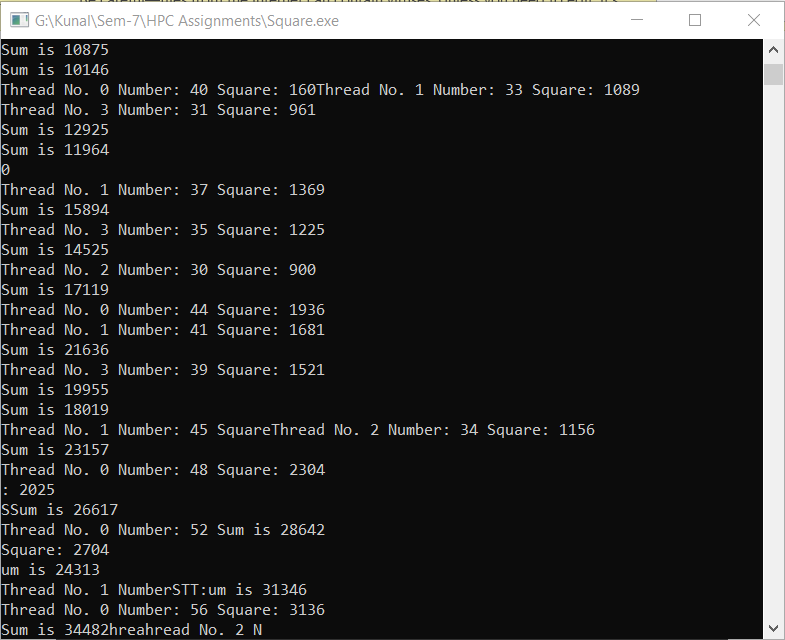 G:\Kunal\Sem-7\HPC Assignments\Square.exe
Sum is 10875
Sum is 10146
Thread No. 0 Number: 40 Square: 160Thread No. 1 Number: 33 Square: 1089
Thread No. 3 Number: 31 Square: 961
Sum is 12925
Sum is 11964
0
Thread No. 1 Number: 37 Square: 1369
Sum is 15894
Thread No. 3 Number: 35 Square: 1225
Sum is 14525
Thread No. 2 Number: 30 Square: 900
Sum is 17119
Thread No. 0 Number: 44 Square: 1936
Thread No. 1 Number: 41 Square: 1681
Sum is 21636
Thread No. 3 Number: 39 Square: 1521
Sum is 19955
Sum is 18019
Thread No. 1 Number: 45 SquareThread No. 2 Number: 34 Square: 1156
Sum is 23157
Thread No. 0 Number: 48 Square: 2304
: 2025
SSum is 26617
Thread No. 0 Number: 52 Sum is 28642
Square: 2704
um is 24313
Thread No. 1 NumberSTT:um is 31346
Thread No. 0 Number: 56 Square: 3136
Sum is 34482hreahread No. 2 N